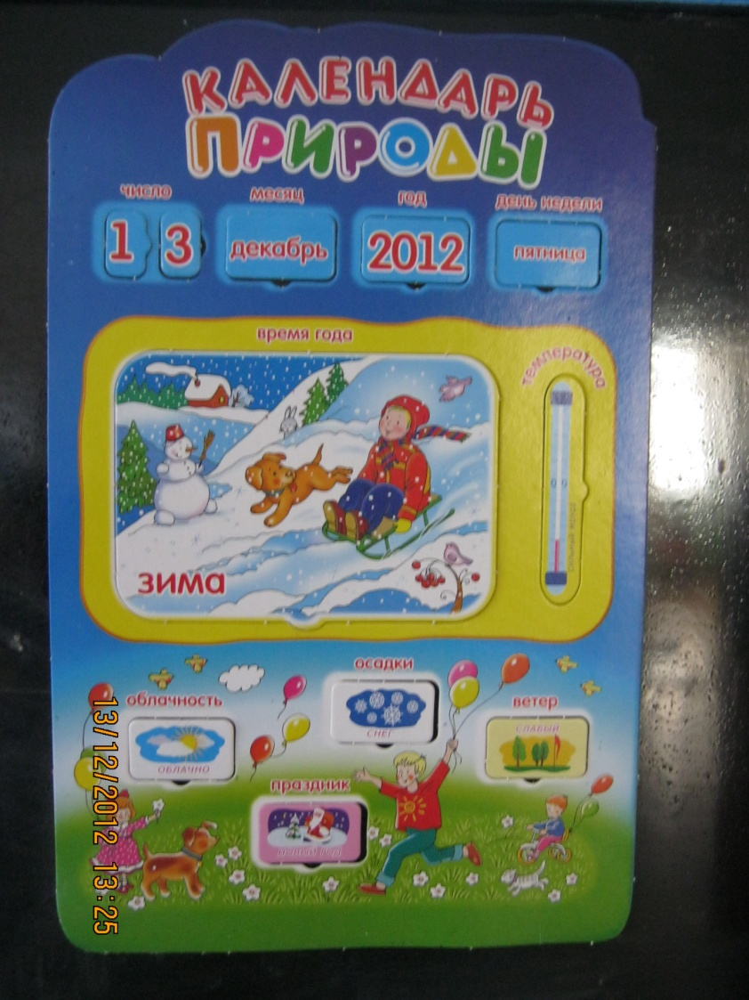 КАЛЕНДАРЬ
ПРИРОДЫ
число месяц год день недели
1 3 декабрь 2012 пятница
время года
температура
ЗИМА
осадки
облачность
ветер
СНЕГ
СЛАБЫЙ
ОБЛАЧНО
праздник
13/12/2012 13:25